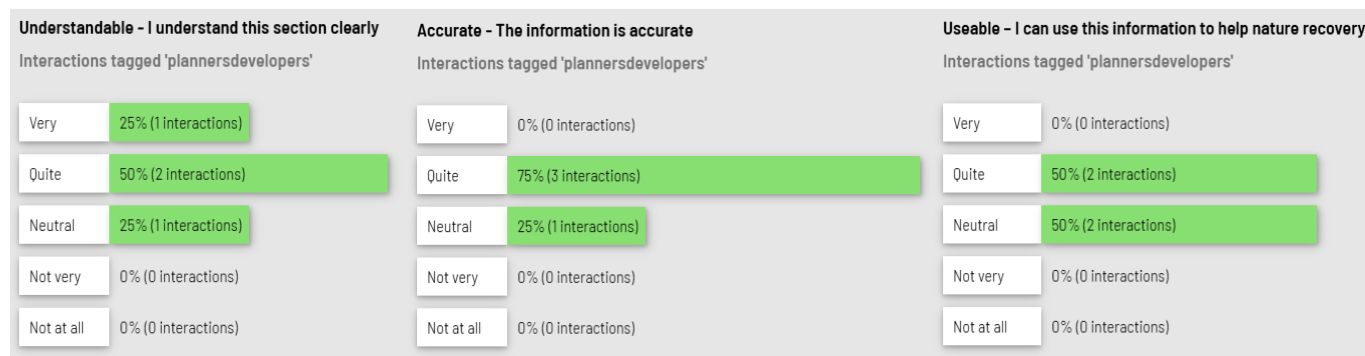 Understandable - I understand this section clearly
Interactions tagged 'plannersdevelopers'
Very 25% (1 interactions)
Quite 50% (2 interactions)
Neutral 25% (1 interactions)
Not very 0% (0 interactions)
Not at all 0% (0 interactions)
Accurate - The information is accurate
Interactions tagged 'plannersdevelopers'
Very 0% (0 interactions)
Quite 75% (3 interactions)
Neutral 25% (1 interactions)
Not very 0% (0 interactions)
Not at all 0% (0 interactions)
Useable – I can use this information to help nature recovery
Interactions tagged 'plannersdevelopers'
Very 0% (0 interactions)
Quite 50% (2 interactions)
Neutral 50% (2 interactions)
Not very 0% (0 interactions)
Not at all 0% (0 interactions)